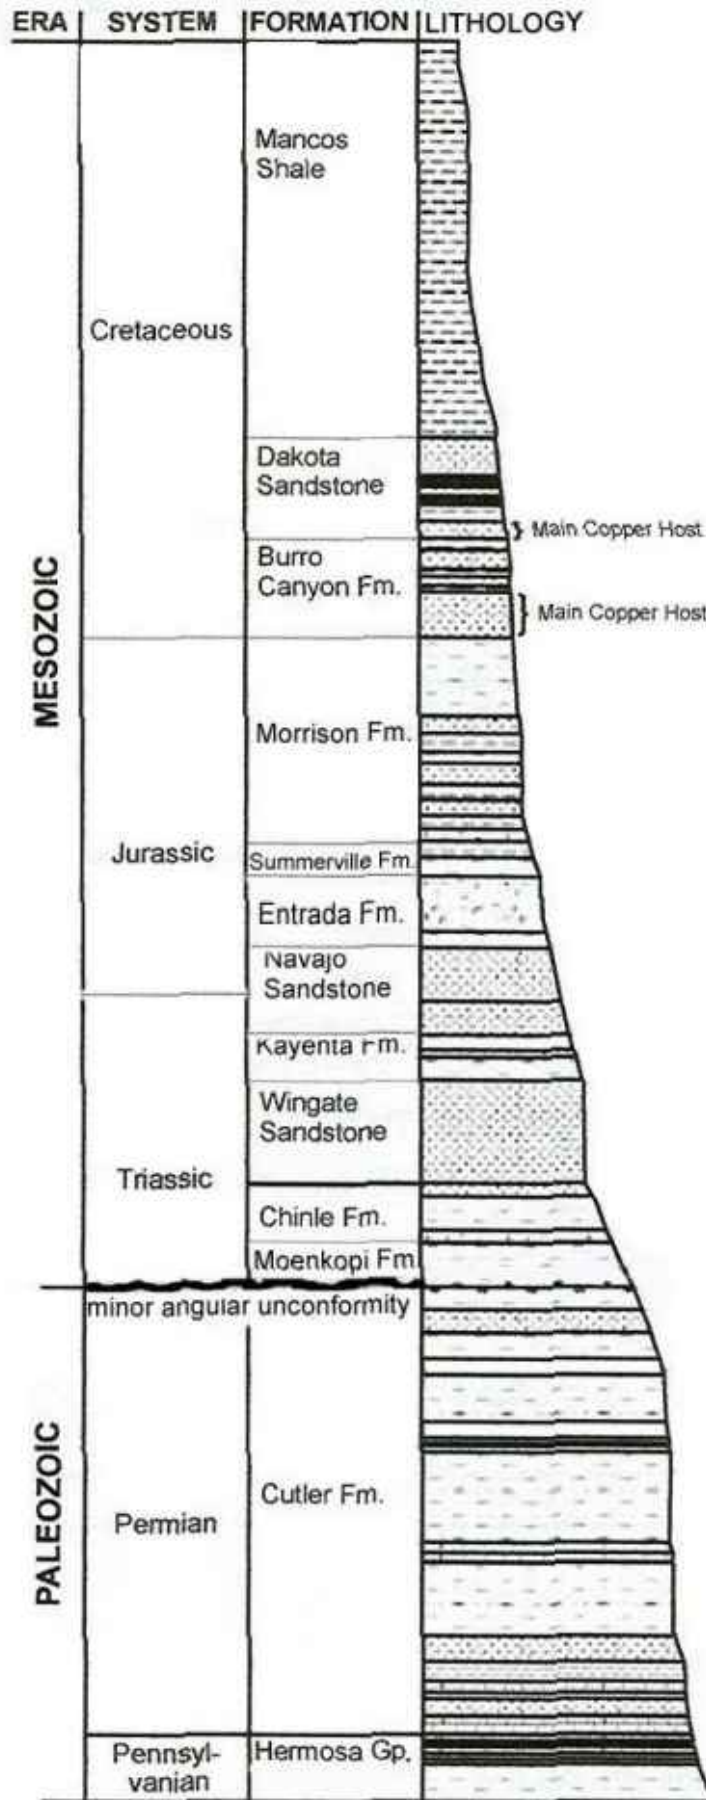 ERA SYSTEM FORMATION LITHOLOGY
Mancos
Shale
Cretaceous
Dakota
Sandstone
Main Copper Host
Burro
Canyon Fm.
Main Copper Host
MESOZOIC
Morrison Fm.
Jurassic
Summerville Fm.
Entrada Fm.
Navajo
Sandstone
Kayenta Fm.
Wingate
Sandstone
Triassic
Chinle Fm.
Moenkopi Fm
minor angular unconformity
PALEOZOIC
Cutler Fm.
Permian
Pennsyl-
vanian
Hermosa Gp.